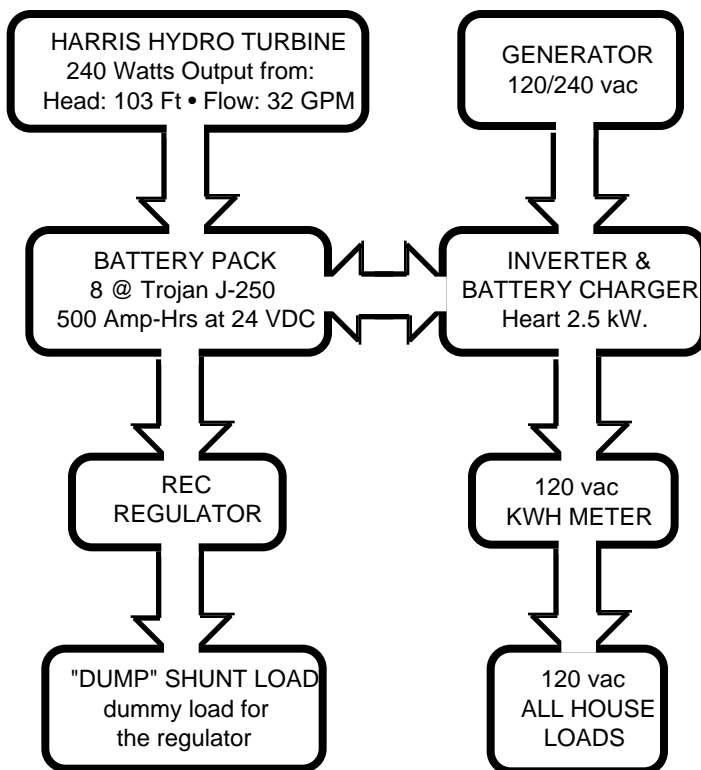 HARRIS HYDRO TURBINE
240 Watts Output from:
Head: 103 Ft • Flow: 32 GPM
GENERATOR
120/240 vac
BATTERY PACK
8 @ Trojan J-250
500 Amp-Hrs at 24 VDC
INVERTER &
BATTERY CHARGER
Heart 2.5 kW.
REC
REGULATOR
120 vac
KWH METER
"DUMP" SHUNT LOAD
dummy load for
the regulator
120 vac
ALL HOUSE
LOADS